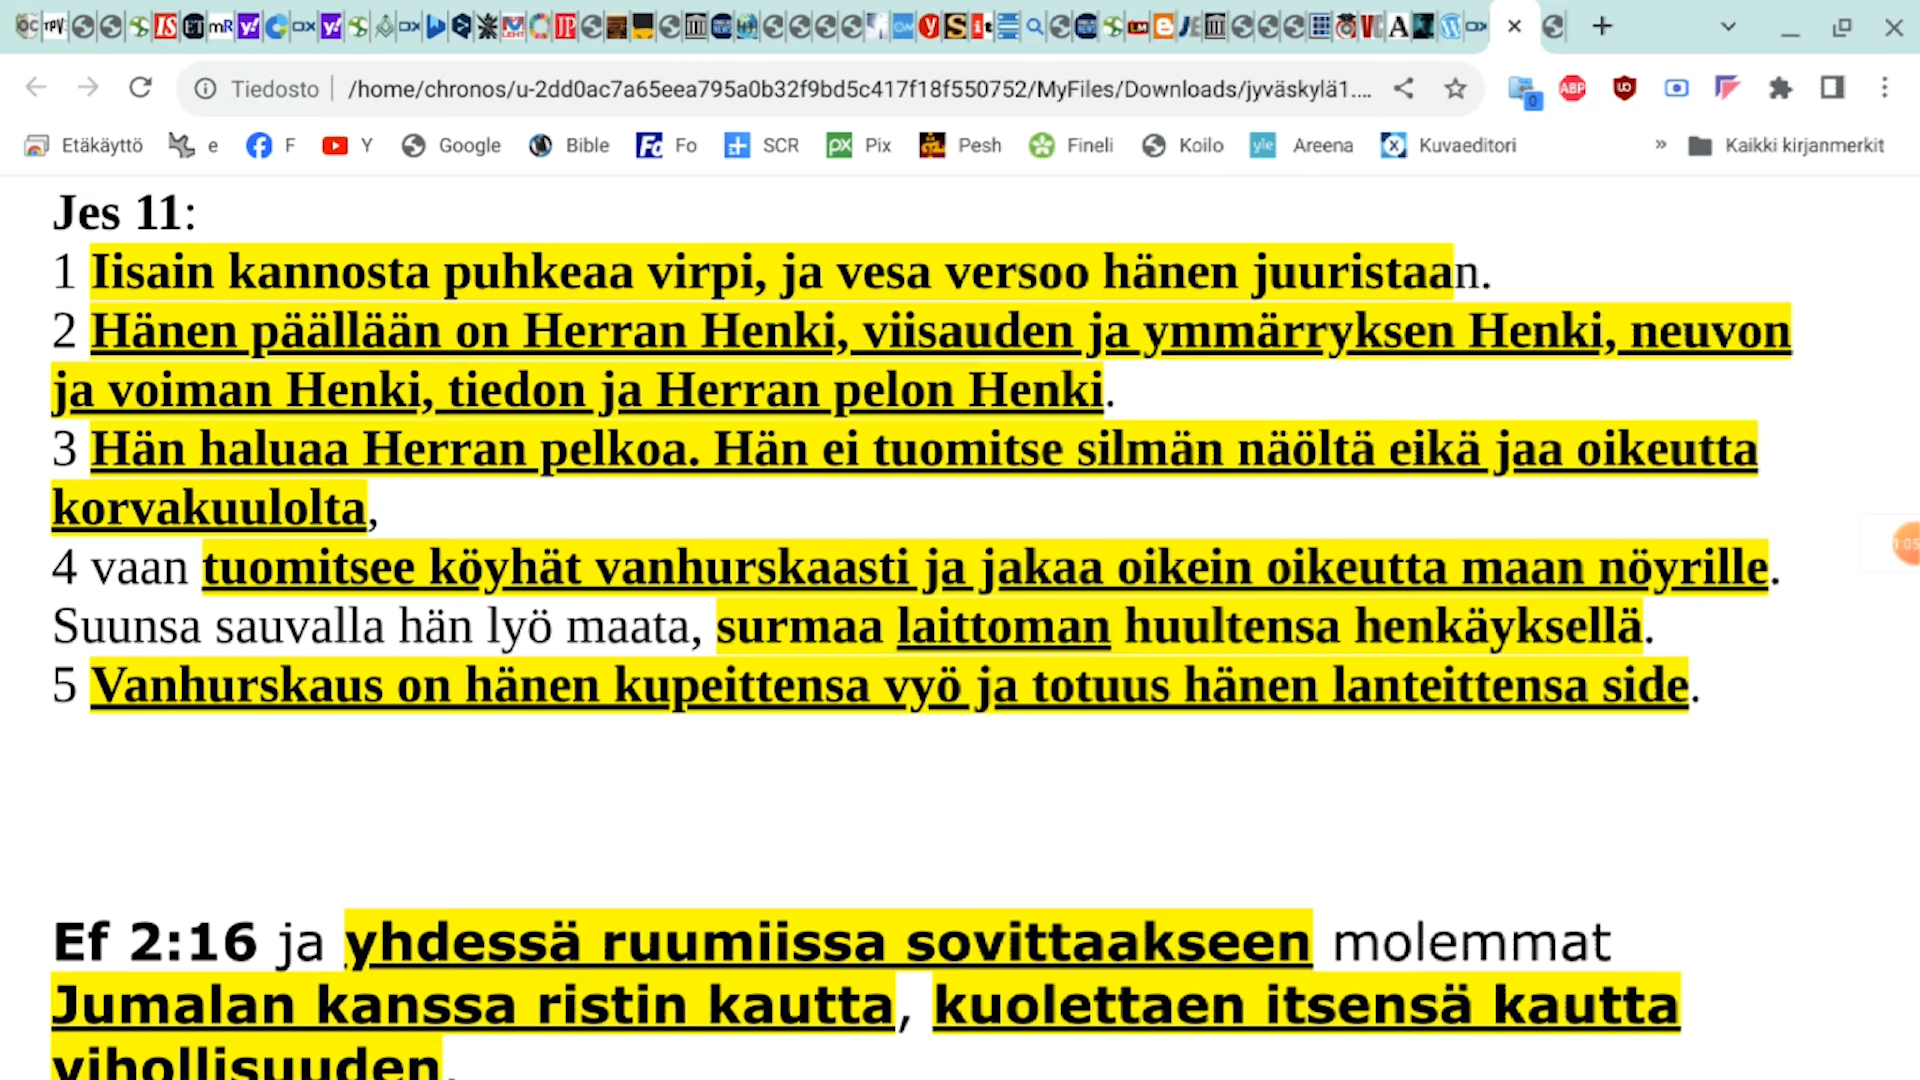 Tiedosto /home/chronos/u-2dd0ac7a65eea795a0b32f9bd5c417f18f550752/MyFiles/Downloads/jyväskylä1....
Etäkäyttö e F Y Google Bible Fo SCR Pix Pesh Fineli Koilo Areena Kuvaeditori » Kaikki kirjanmerkit
Jes 11:
1 Iisain kannosta puhkeaa virpi, ja vesa versoo hänen juuristaan.
2 Hänen päällään on Herran Henki, viisauden ja ymmärryksen Henki, neuvon
ja voiman Henki, tiedon ja Herran pelon Henki.
3 Hän haluaa Herran pelkoa. Hän ei tuomitse silmän näöltä eikä jaa oikeutta
korvakuulolta,
4 vaan tuomitsee köyhät vanhurskaasti ja jakaa oikein oikeutta maan nöyrille.
Suunsa sauvalla hän lyö maata, surmaa laittoman huultensa henkäyksellä.
5 Vanhurskaus on hänen kupeittensa vyö ja totuus hänen lanteittensa side.
1:05
Ef 2:16 ja yhdessä ruumiissa sovittaakseen molemmat
Jumalan kanssa ristin kautta, kuolettaen itsensä kautta
vihollisuuden.